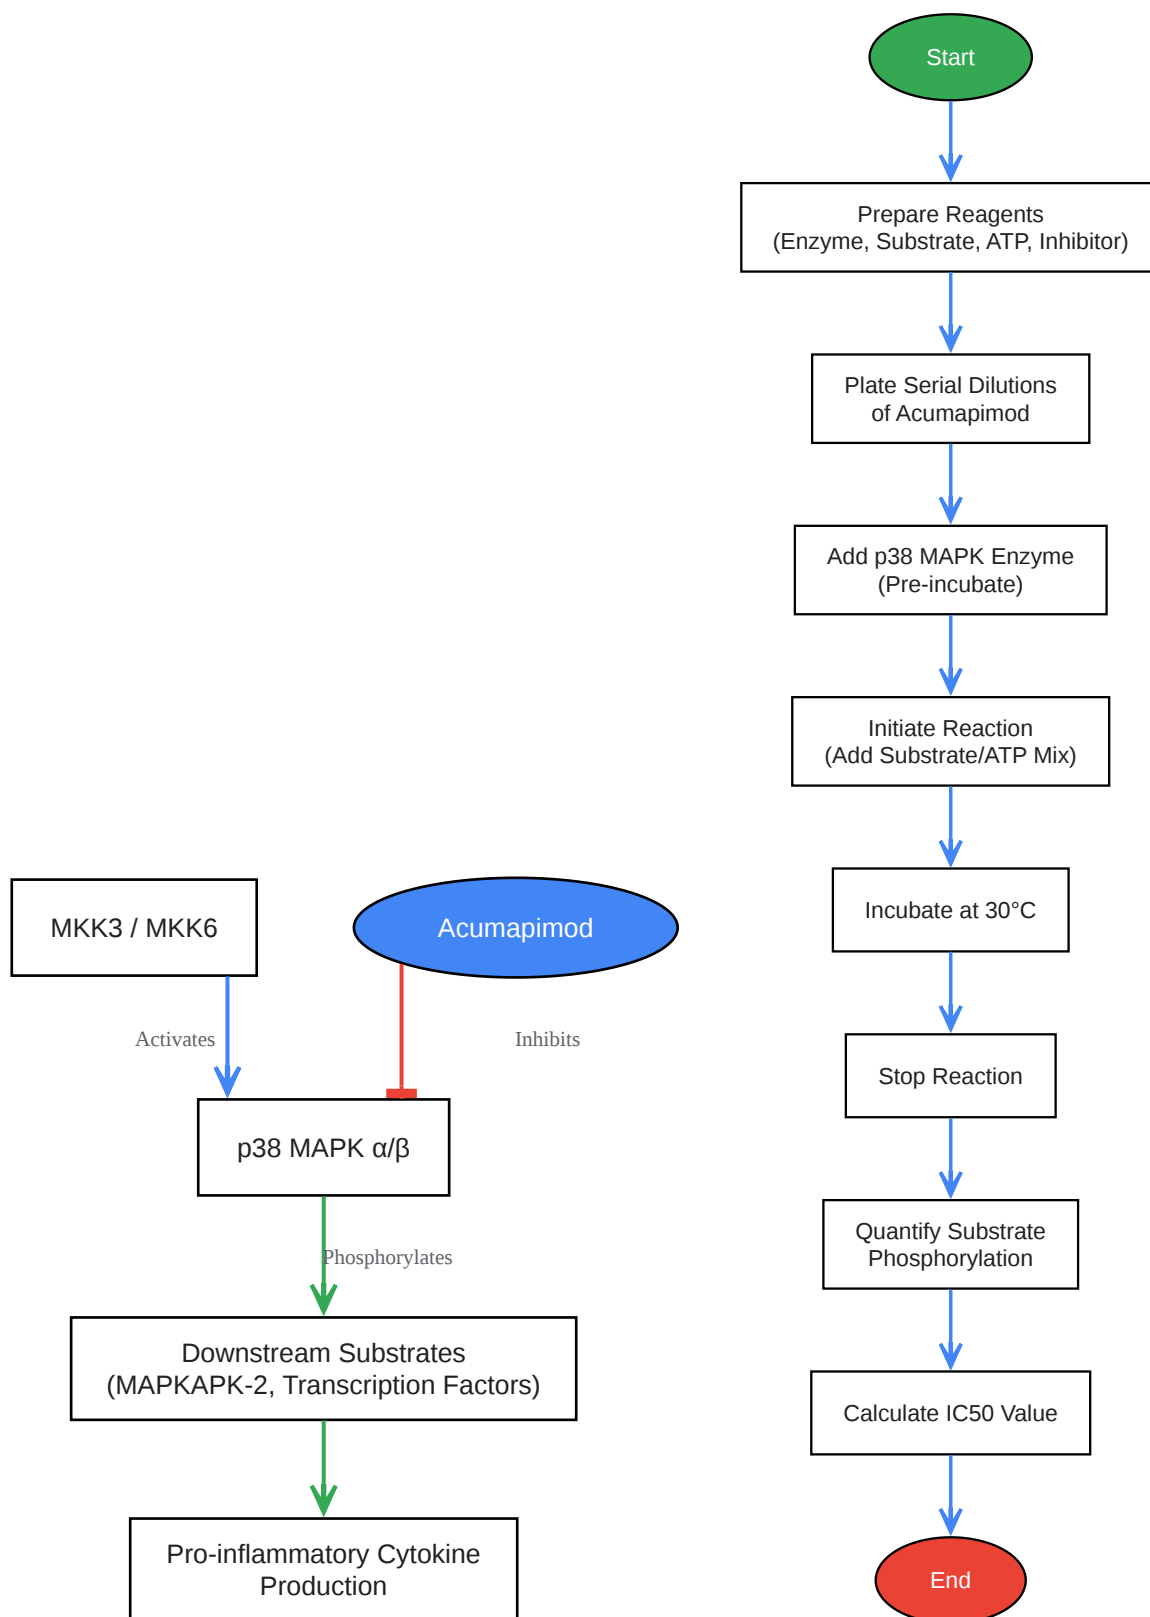 Start
Prepare Reagents
(Enzyme, Substrate, ATP, Inhibitor)
Plate Serial Dilutions
of Acumapimod
Add p38 MAPK Enzyme
(Pre-incubate)
Initiate Reaction
(Add Substrate/ATP Mix)
Incubate at 30°C
Stop Reaction
Quantify Substrate
Phosphorylation
Calculate IC50 Value
End
MKK3 / MKK6
Acumapimod
Activates
Inhibits
p38 MAPK α/β
Phosphorylates
Downstream Substrates
(MAPKAPK-2, Transcription Factors)
Pro-inflammatory Cytokine
Production